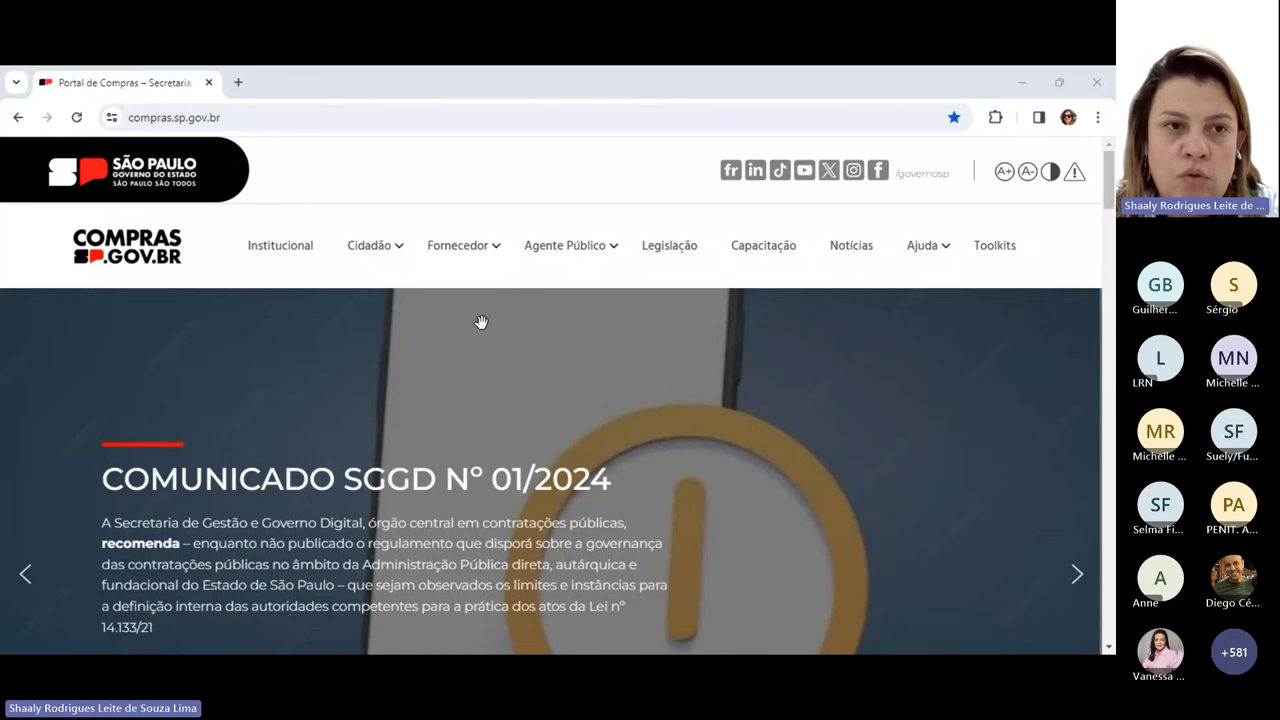 Portal de Compras – Secretaria
compras.sp.gov.br
SÃO PAULO
GOVERNO DO ESTADO
SÃO PAULO SÃO TODOS
/governosp
A+ A-
COMPRAS
SP.GOV.BR
Institucional Cidadão Fornecedor Agente Público Legislação Capacitação Notícias Ajuda Toolkits
COMUNICADO SGGD Nº 01/2024
A Secretaria de Gestão e Governo Digital, órgão central em contratações públicas,
recomenda – enquanto não publicado o regulamento que disporá sobre a governança
das contratações públicas no âmbito da Administração Pública direta, autárquica e
fundacional do Estado de São Paulo – que sejam observados os limites e instâncias para
a definição interna das autoridades competentes para a prática dos atos da Lei nº
14.133/21
Shaaly Rodrigues Leite de Souza Lima
Shaaly Rodrigues Leite de ...
GB
Guilher...
S
Sérgio
L
LRN
MN
Michelle ...
MR
Michelle ...
SF
Suely/Fu...
SF
Selma Fi...
PA
PENIT. A...
A
Anne
Diego Cé...
Vanessa ...
+581